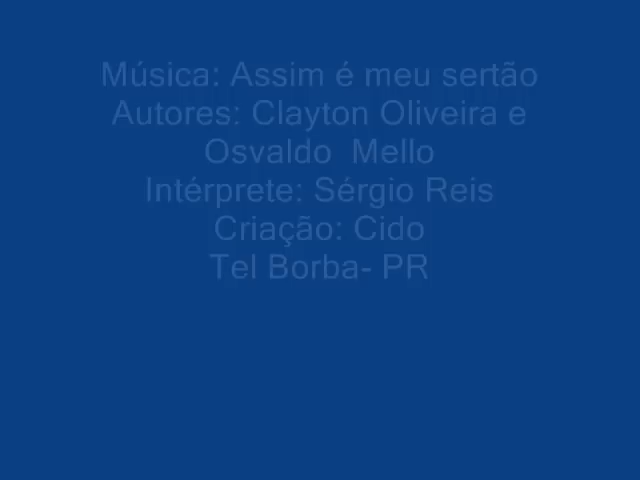 Música: Assim é meu sertão
Autores: Clayton Oliveira e
Osvaldo  Mello
Intérprete: Sérgio Reis
Criação: Cido
Tel Borba- PR